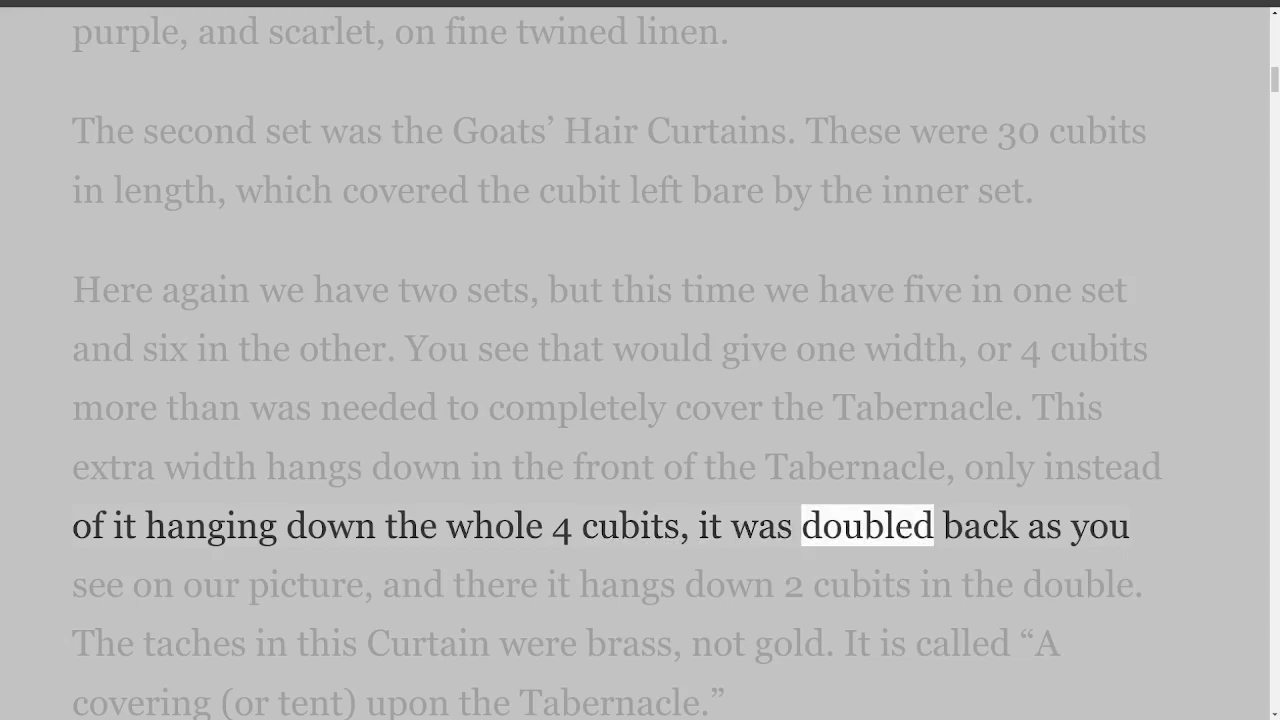 purple, and scarlet, on fine twined linen.
The second set was the Goats’ Hair Curtains. These were 30 cubits
in length, which covered the cubit left bare by the inner set.
Here again we have two sets, but this time we have five in one set
and six in the other. You see that would give one width, or 4 cubits
more than was needed to completely cover the Tabernacle. This
extra width hangs down in the front of the Tabernacle, only instead
of it hanging down the whole 4 cubits, it was doubled back as you
see on our picture, and there it hangs down 2 cubits in the double.
The taches in this Curtain were brass, not gold. It is called “A
covering (or tent) upon the Tabernacle.”